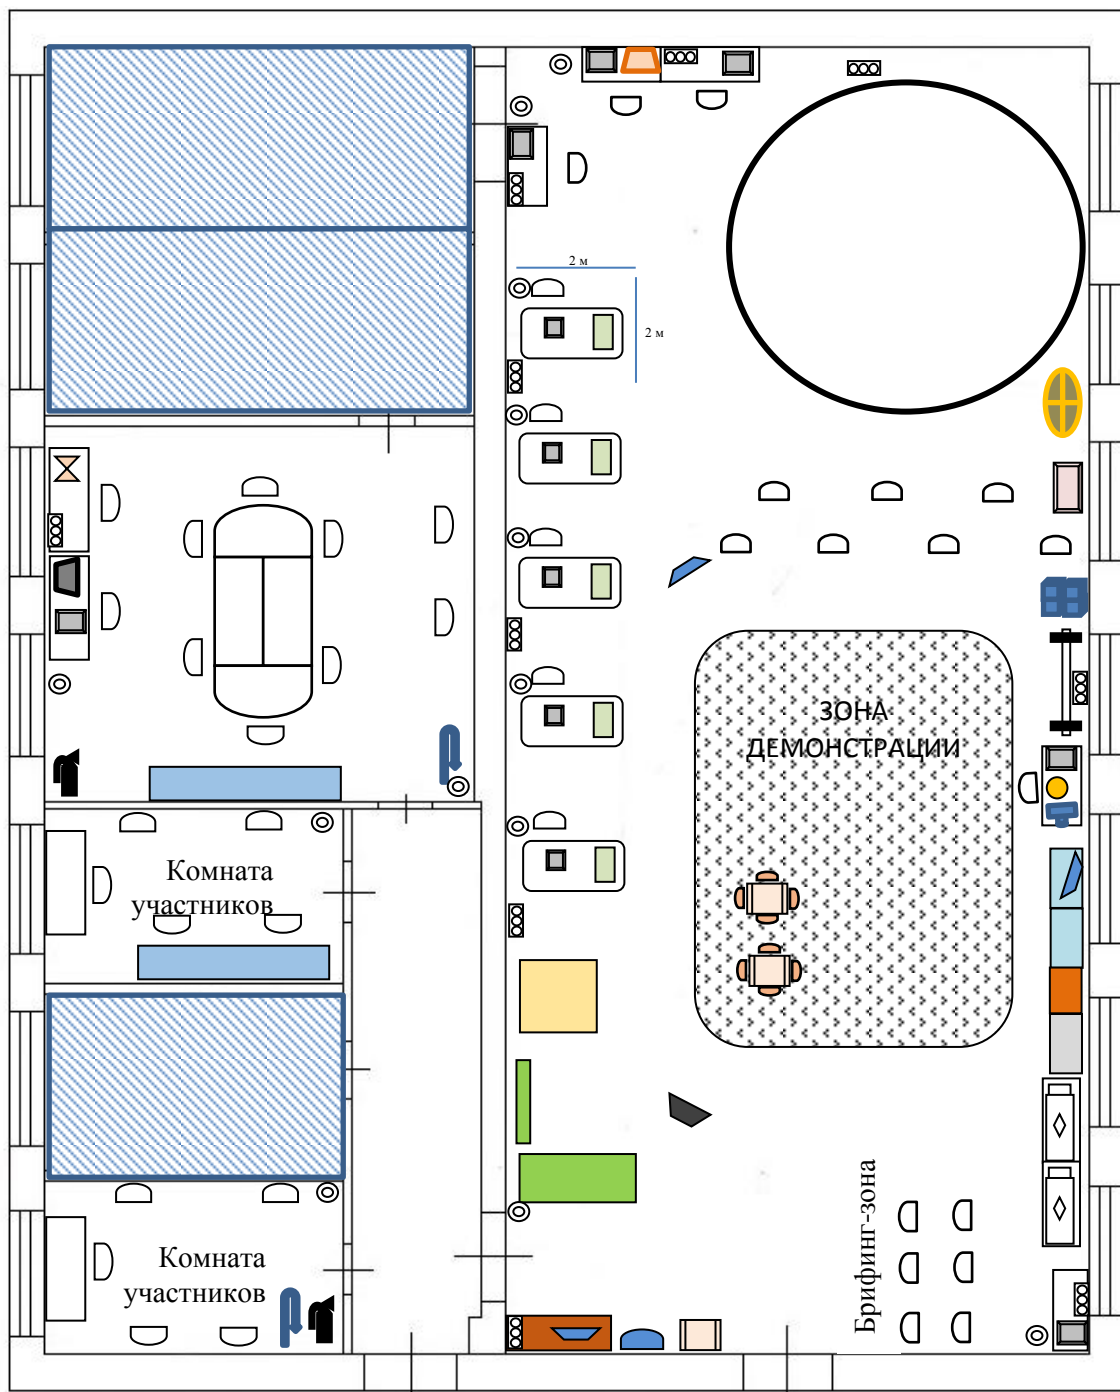 2 м
2 м
ЗОНА
ДЕМОНСТРАЦИИ
Комната
участников
Брифинг-зона
Комната
участников